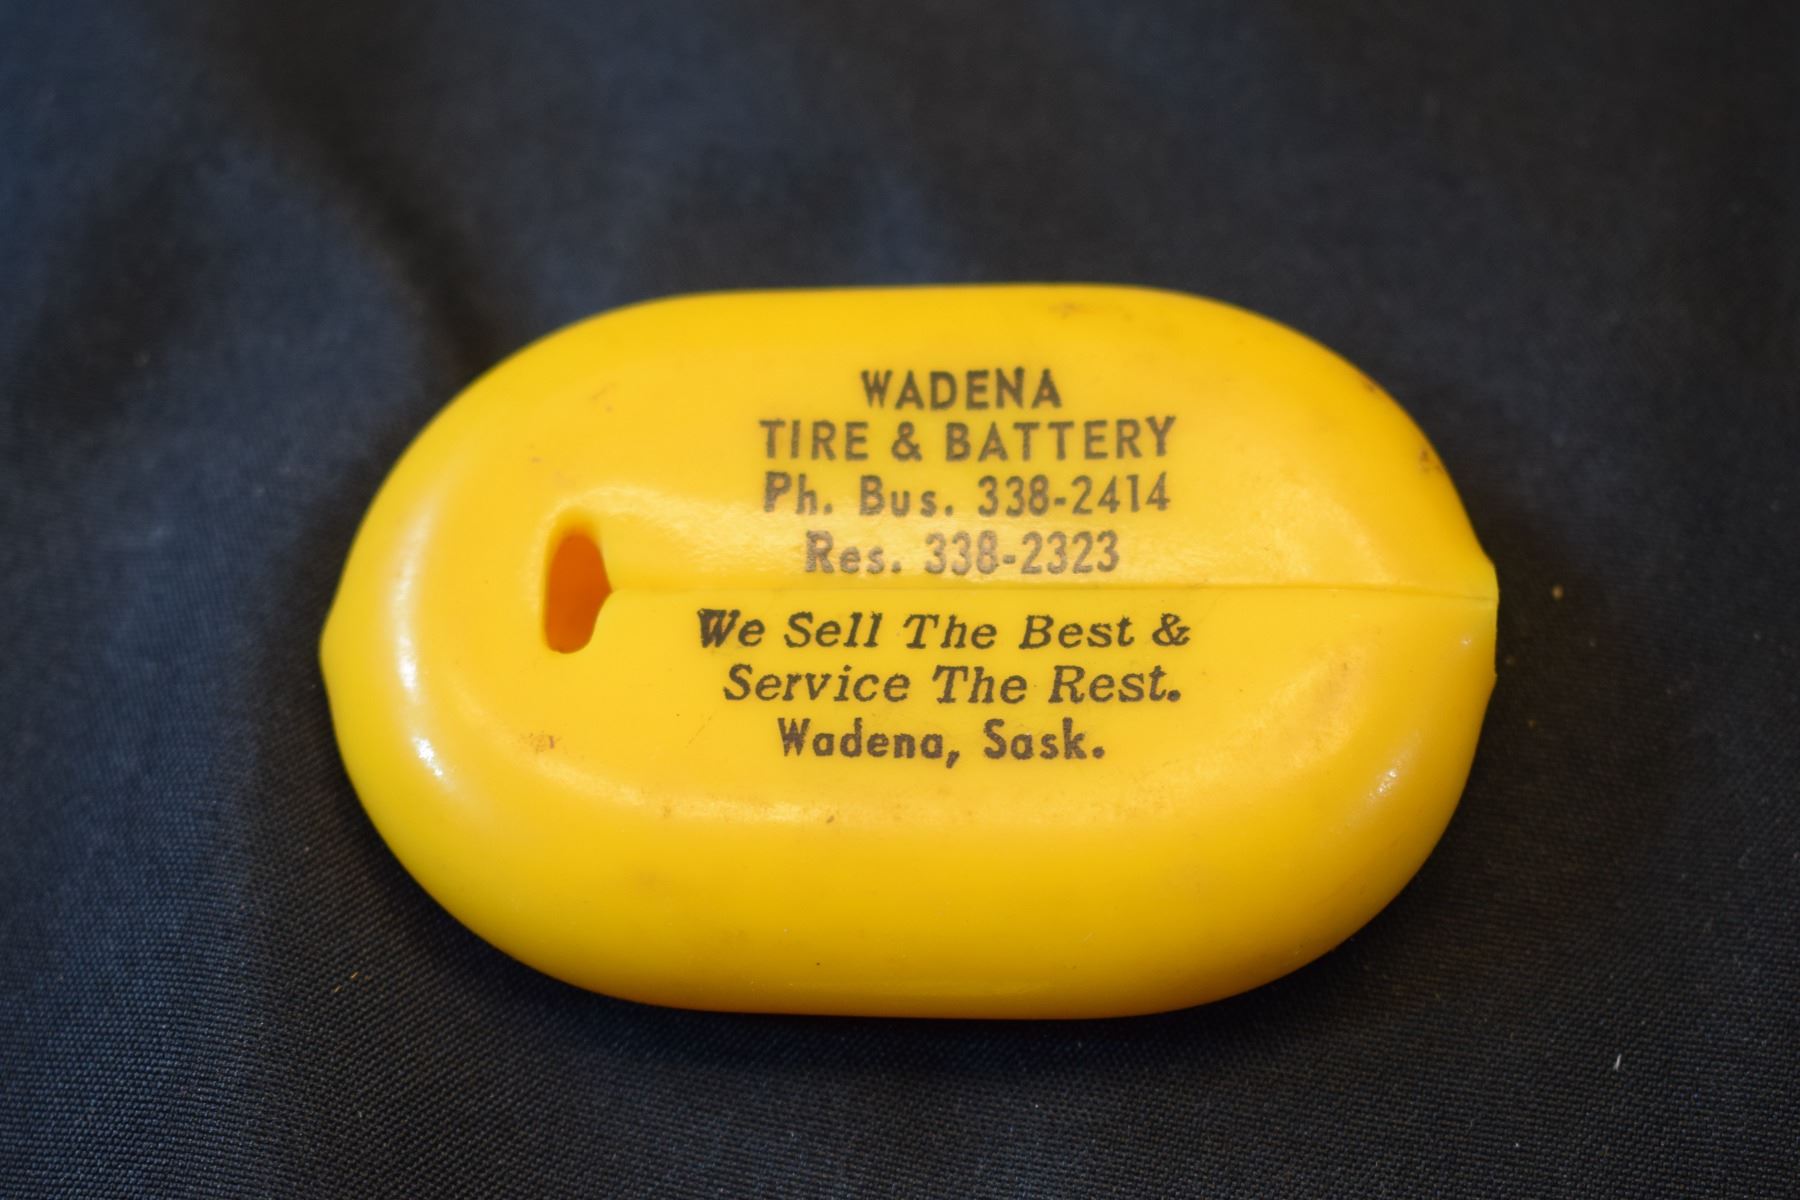 WADENA
TIRE & BATTERY
Ph. Bus. 338-2414
Res. 338-2323
We Sell The Best &
Service The Rest.
Wadena, Sask.